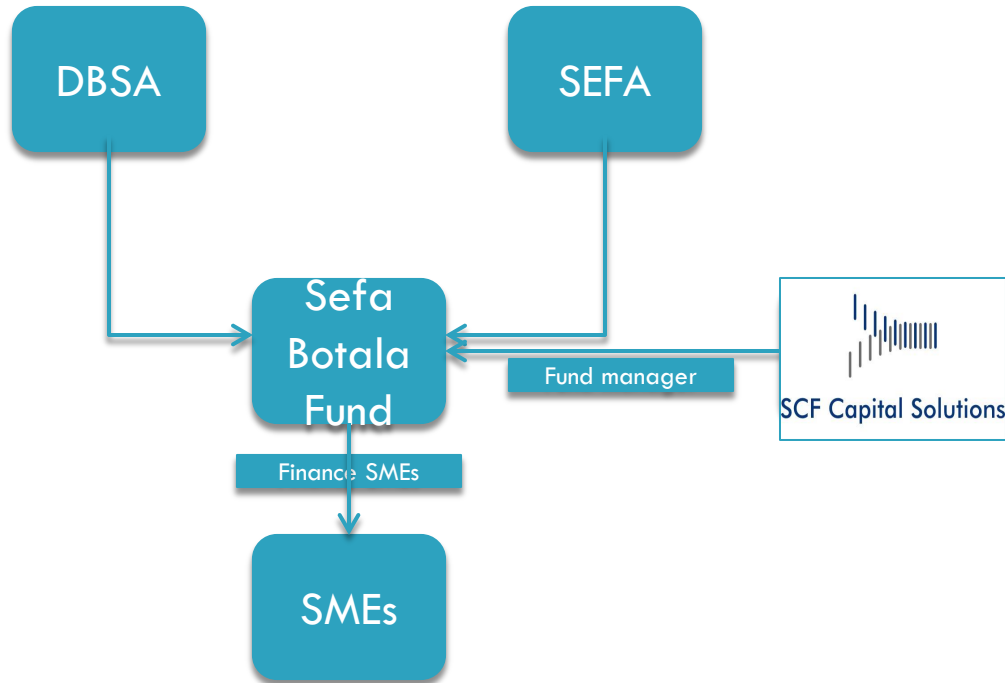 DBSA
SEFA
Sefa
Botala
Fund
Fund manager
SCF Capital Solutions
Finance SMEs
SMEs